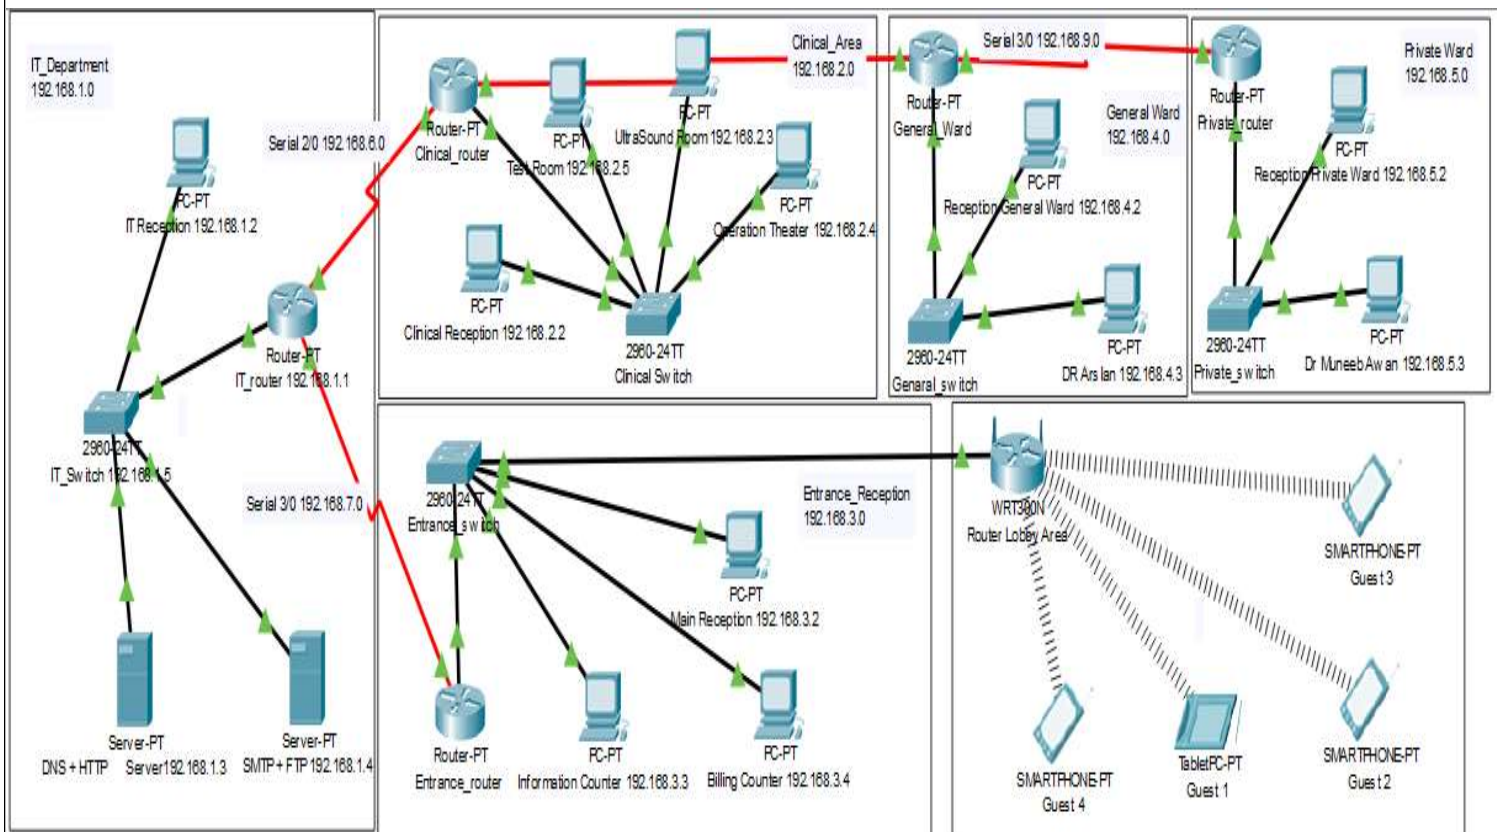 IT_Department
192.168.1.0
PC-PT
IT Reception 192.168.1.2
Serial 2/0 192.168.6.0
Router-PT
IT_router 192.168.1.1
2960-24TT
IT_Switch 192.168.1.5
Serial 3/0 192.168.7.0
Server-PT
DNS + HTTP Server192.168.1.3
Server-PT
SMTP + FTP 192.168.1.4
Clinical_Area
192.168.2.0
Router-PT
Clinical_router
PC-PT
Test Room 192.168.2.5
PC-PT
UltraSound Room 192.168.2.3
PC-PT
Operation Theater 192.168.2.4
PC-PT
Clinical Reception 192.168.2.2
2960-24TT
Clinical Switch
Serial 3/0 192.168.9.0
Router-PT
General_Ward
General Ward
192.168.4.0
PC-PT
Reception General Ward 192.168.4.2
2960-24TT
General_switch
PC-PT
DR Arslan 192.168.4.3
Private Ward
192.168.5.0
Router-PT
Private_router
PC-PT
Reception Private Ward 192.168.5.2
2960-24TT
Private_switch
PC-PT
Dr Muneeb Awan 192.168.5.3
2960-24TT
Entrance_switch
Entrance_Reception
192.168.3.0
PC-PT
Main Reception 192.168.3.2
Router-PT
Entrance_router
PC-PT
Information Counter 192.168.3.3
PC-PT
Billing Counter 192.168.3.4
WRT300N
Router Lobby Area
SMARTPHONE-PT
Guest 3
SMARTPHONE-PT
Guest 4
TabletPC-PT
Guest 1
SMARTPHONE-PT
Guest 2